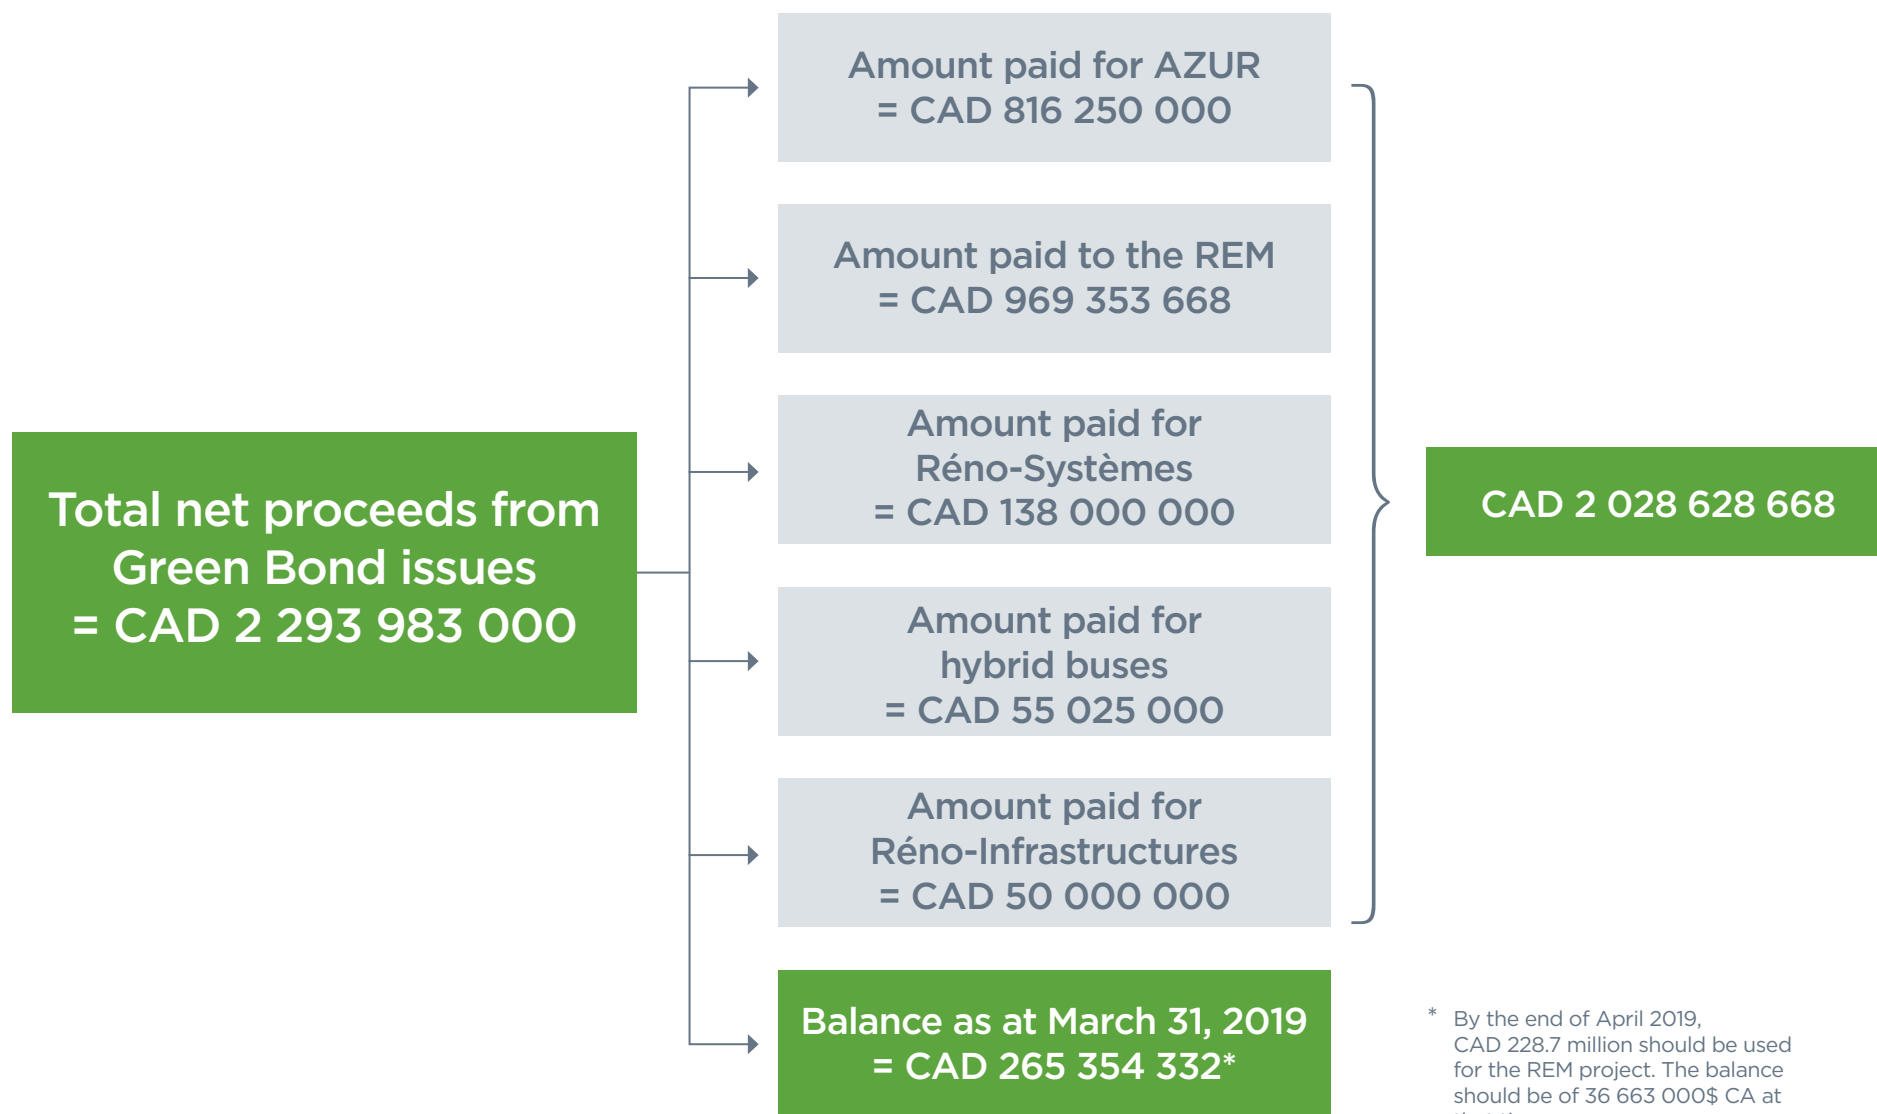 Total net proceeds from
Green Bond issues
= CAD 2 293 983 000
Amount paid for AZUR
= CAD 816 250 000
Amount paid to the REM
= CAD 969 353 668
Amount paid for
Réno-Systèmes
= CAD 138 000 000
Amount paid for
hybrid buses
= CAD 55 025 000
Amount paid for
Réno-Infrastructures
= CAD 50 000 000
Balance as at March 31, 2019
= CAD 265 354 332*
CAD 2 028 628 668
* By the end of April 2019,
CAD 228.7 million should be used
for the REM project. The balance
should be of 36 663 000$ CA at